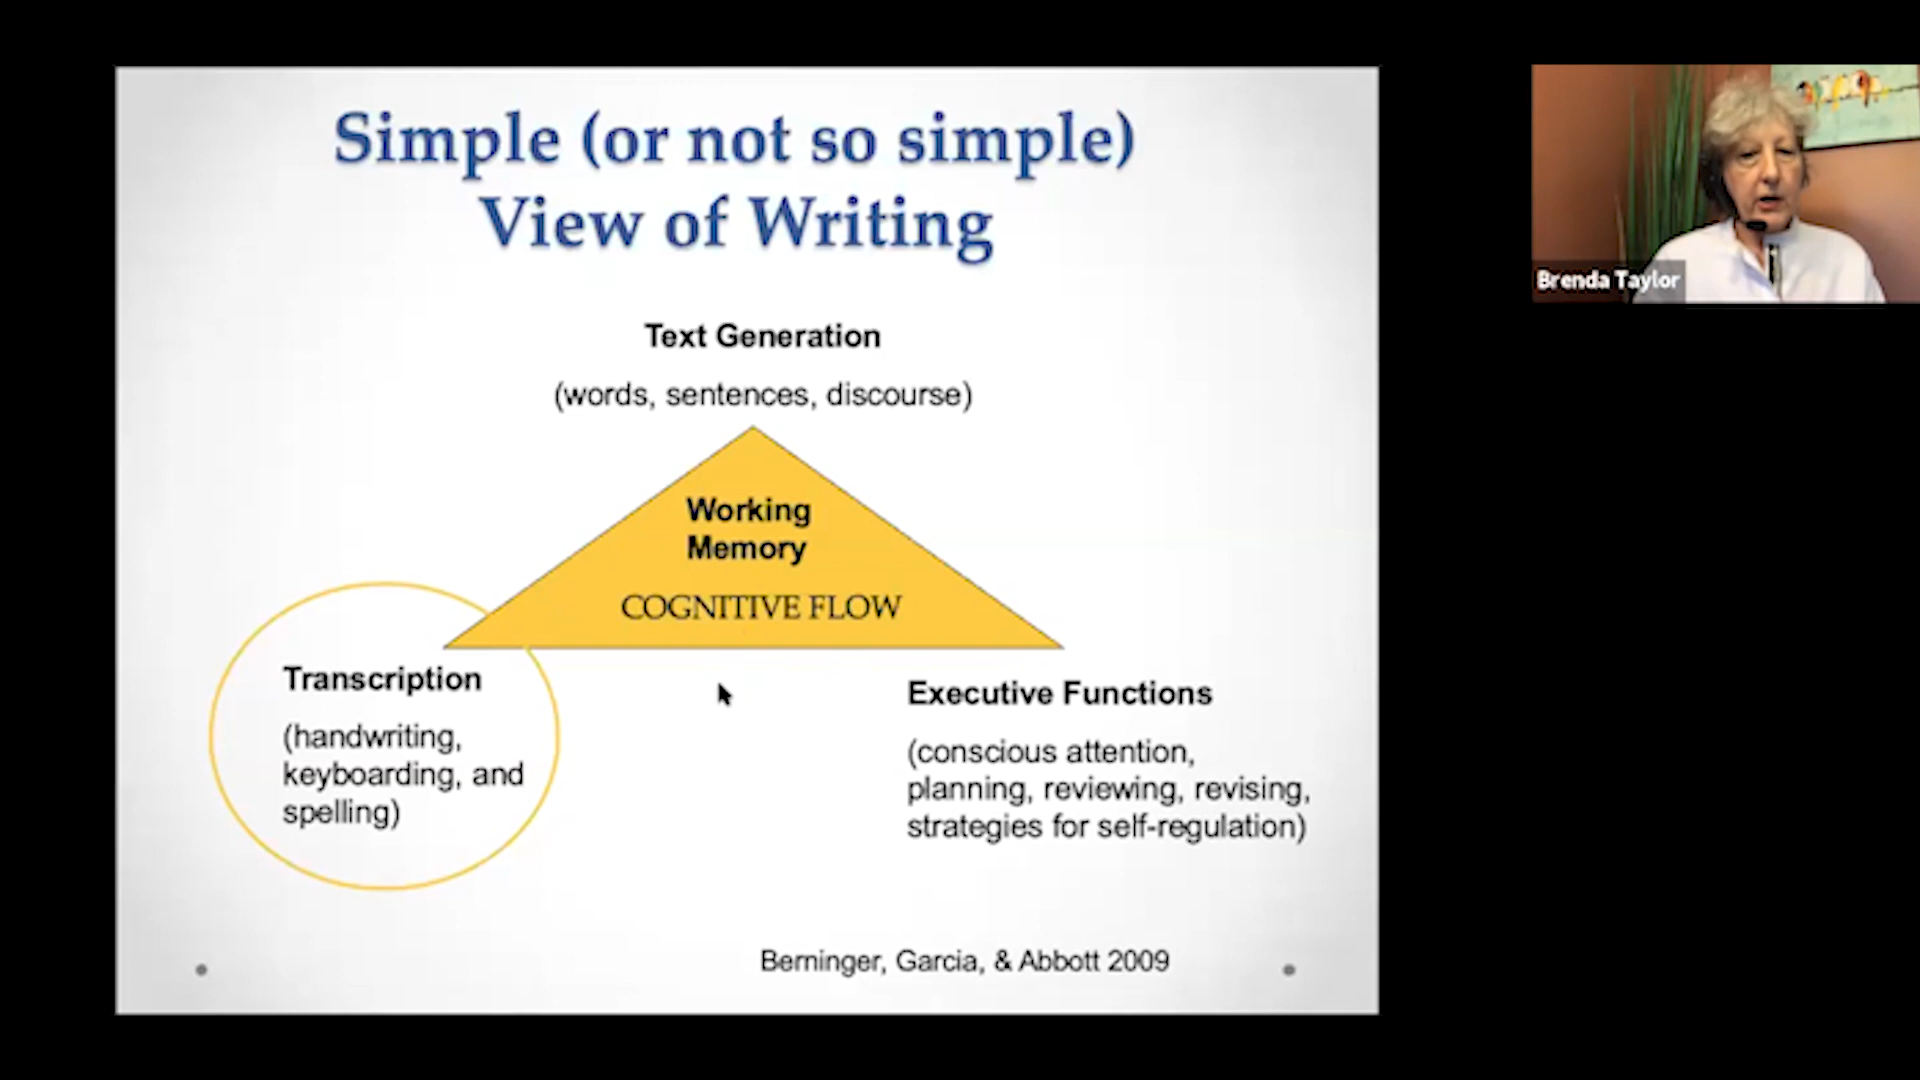 Simple (or not so simple)
View of Writing
Text Generation
(words, sentences, discourse)
Working
Memory
COGNITIVE FLOW
Transcription
(handwriting,
keyboarding, and
spelling)
Executive Functions
(conscious attention,
planning, reviewing, revising,
strategies for self-regulation)
Berninger, Garcia, & Abbott 2009
Brenda Taylor